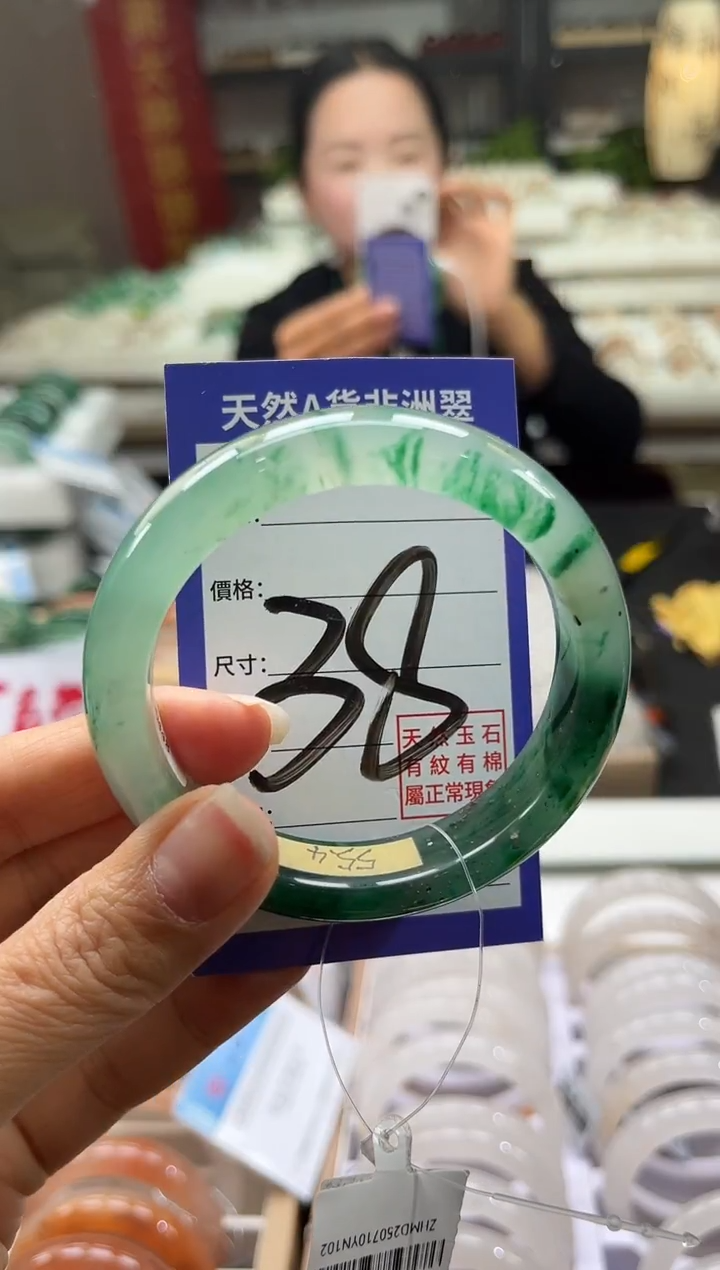 天然A货非洲翠
價格：
38
尺寸：
天然玉石
有紋有棉
屬正常現象
55.4
ZHMD250710YN102